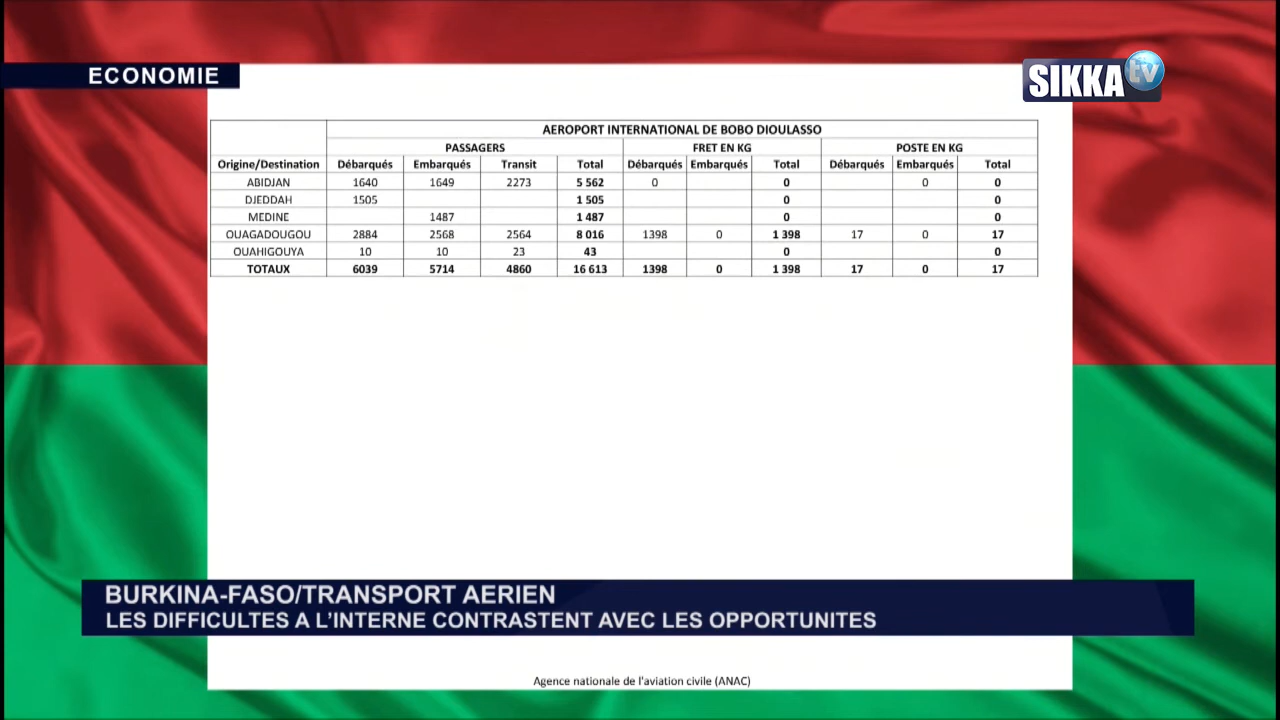 ECONOMIE
SIKKA tv
AEROPORT INTERNATIONAL DE BOBO DIOULASSO
PASSAGERS FRET EN KG POSTE EN KG
Origine/Destination Débarqués Embarqués Transit Total Débarqués Embarqués Total Débarqués Embarqués Total
ABIDJAN 1640 1649 2273 5 562 0 0 0 0
DJEDDAH 1505 1 505 0 0
MEDINE 1487 1 487 0 0
OUAGADOUGOU 2884 2568 2564 8 016 1398 0 1 398 17 0 17
OUAHIGOUYA 10 10 23 43 0 0
TOTAUX 6039 5714 4860 16 613 1398 0 1 398 17 0 17
BURKINA-FASO/TRANSPORT AERIEN
LES DIFFICULTES A L'INTERNE CONTRASTENT AVEC LES OPPORTUNITES
Agence nationale de l'aviation civile (ANAC)